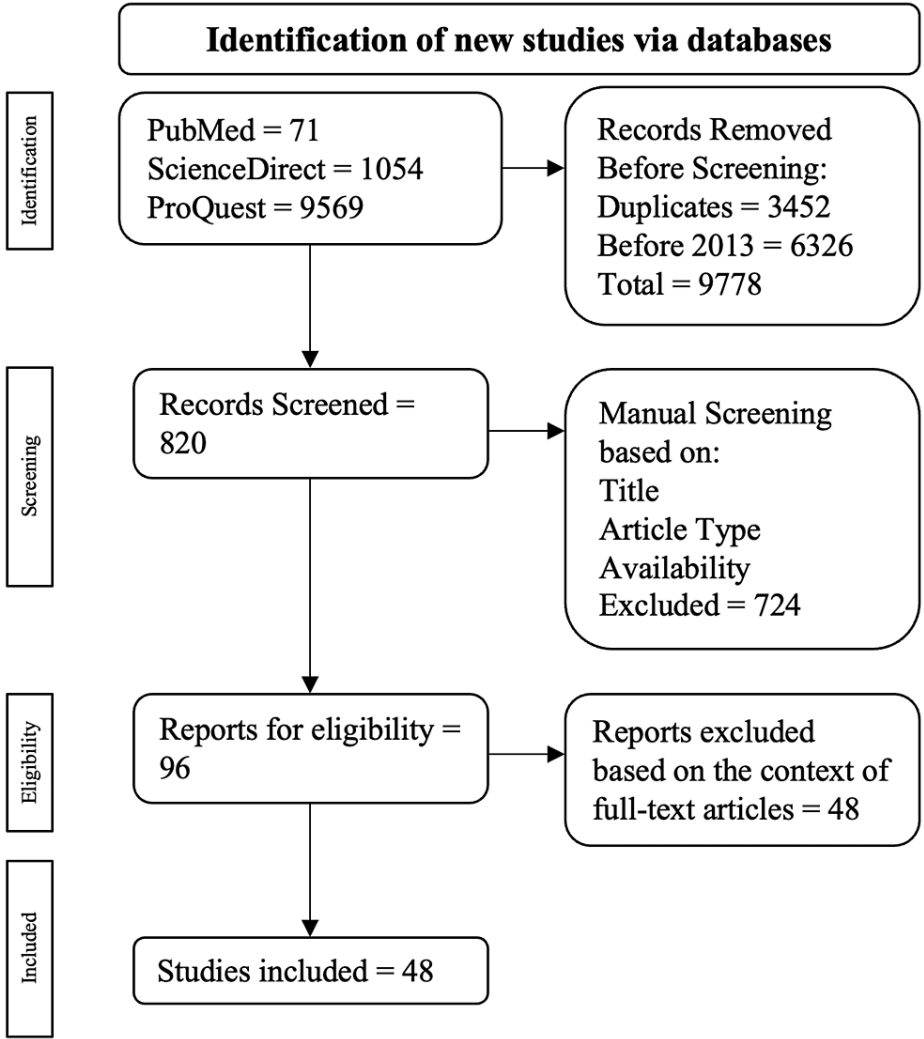 Identification of new studies via databases
Identification
PubMed = 71
ScienceDirect = 1054
ProQuest = 9569
Records Removed
Before Screening:
Duplicates = 3452
Before 2013 = 6326
Total = 9778
Screening
Records Screened =
820
Manual Screening
based on:
Title
Article Type
Availability
Excluded = 724
Eligibility
Reports for eligibility =
96
Reports excluded
based on the context of
full-text articles = 48
Included
Studies included = 48